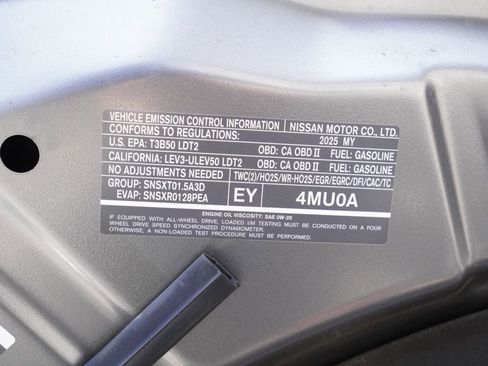 VEHICLE EMISSION CONTROL INFORMATION NISSAN MOTOR CO., LTD.
CONFORMS TO REGULATIONS: 2025 MY
U.S. EPA: T3B50 LDT2 OBD: CA OBD II FUEL: GASOLINE
CALIFORNIA: LEV3-ULEV50 LDT2 OBD: CA OBD II FUEL: GASOLINE
NO ADJUSTMENTS NEEDED TWC(2)/HO2S/WR-HO2S/EGR/EGRC/DFI/CAC/TC
GROUP: SNSXT01.5A3D
EVAP: SNSXR0128PEA
EY 4MU0A
ENGINE OIL VISCOSITY: SAE 0W-20
IF EQUIPPED WITH ALL-WHEEL DRIVE, LOADED I/M TESTING MUST BE CONDUCTED ON A FOUR
WHEEL DRIVE SPEED SYNCHRONIZED DYNAMOMETER.
OTHERWISE, A NON-LOADED TEST PROCEDURE MUST BE PERFORMED.